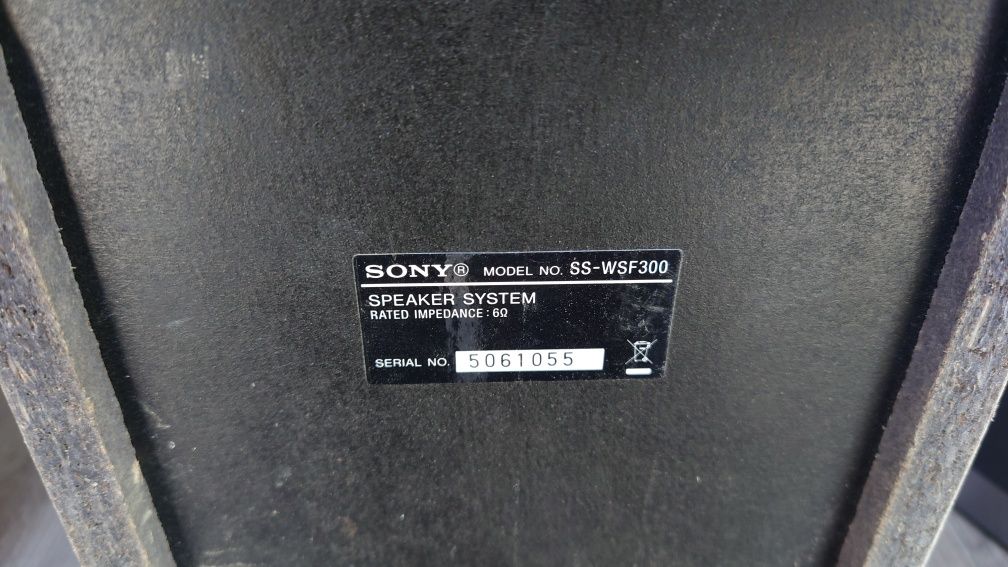 SONY® MODEL NO. SS-WSF300
SPEAKER SYSTEM
RATED IMPEDANCE : 6Ω
SERIAL NO. 5061055